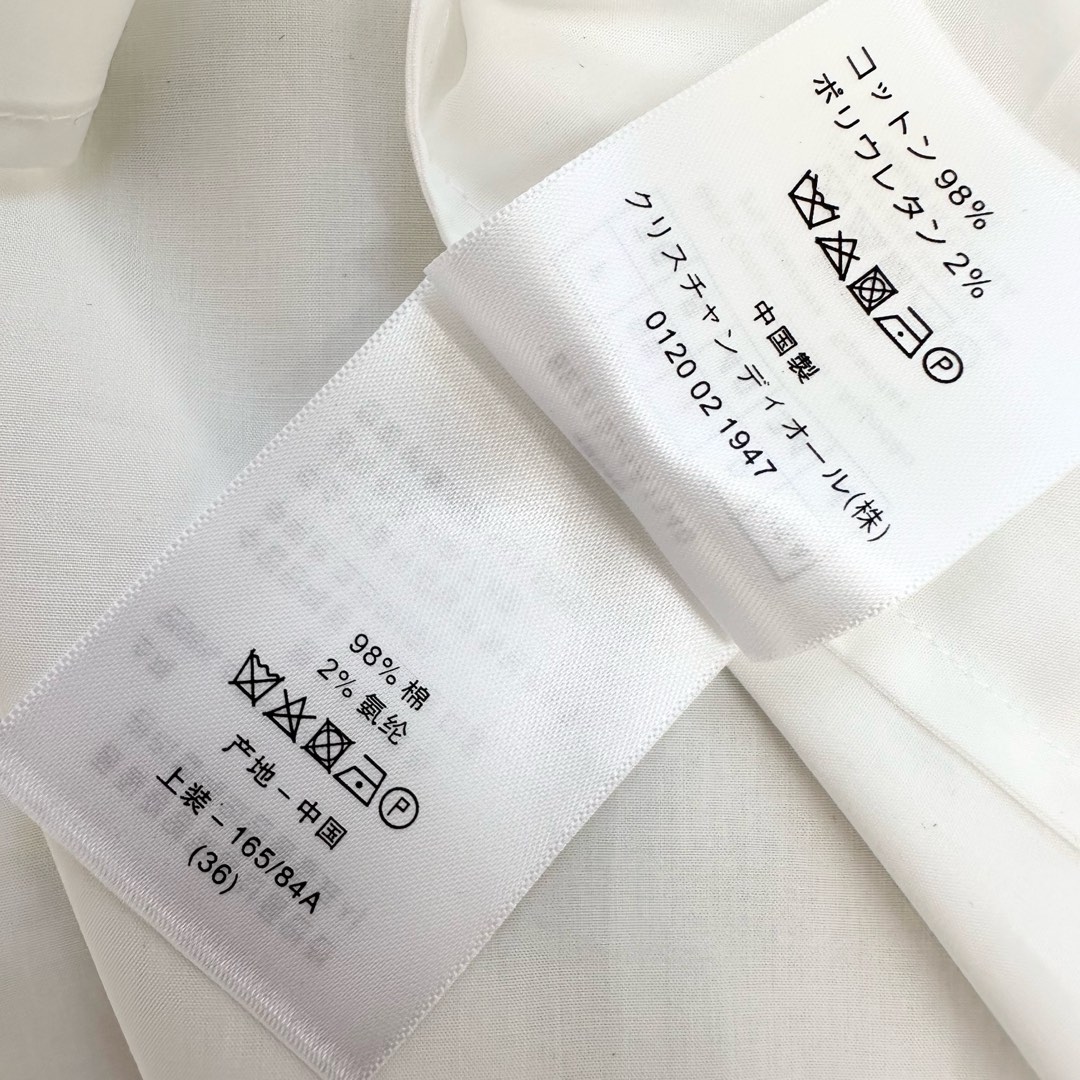 コットン 98%
ポリウレタン 2%
P
中国製
クリスチャン ディオール(株)
0120 02 1947
98% 棉
2% 氨纶
P
产地 – 中国
上装 – 165/84A
(36)